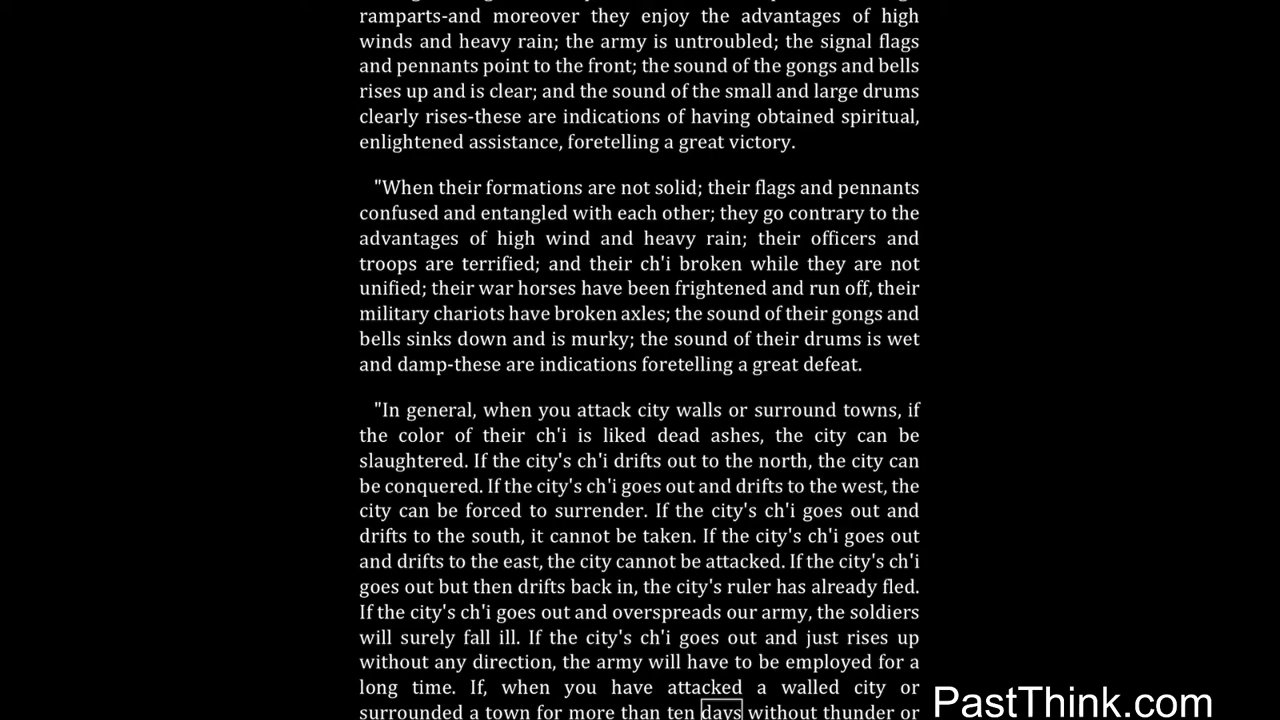 ramparts-and moreover they enjoy the advantages of high
winds and heavy rain; the army is untroubled; the signal flags
and pennants point to the front; the sound of the gongs and bells
rises up and is clear; and the sound of the small and large drums
clearly rises-these are indications of having obtained spiritual,
enlightened assistance, foretelling a great victory.
"When their formations are not solid; their flags and pennants
confused and entangled with each other; they go contrary to the
advantages of high wind and heavy rain; their officers and
troops are terrified; and their ch'i broken while they are not
unified; their war horses have been frightened and run off, their
military chariots have broken axles; the sound of their gongs and
bells sinks down and is murky; the sound of their drums is wet
and damp-these are indications foretelling a great defeat.
"In general, when you attack city walls or surround towns, if
the color of their ch'i is liked dead ashes, the city can be
slaughtered. If the city's ch'i drifts out to the north, the city can
be conquered. If the city's ch'i goes out and drifts to the west, the
city can be forced to surrender. If the city's ch'i goes out and
drifts to the south, it cannot be taken. If the city's ch'i goes out
and drifts to the east, the city cannot be attacked. If the city's ch'i
goes out but then drifts back in, the city's ruler has already fled.
If the city's ch'i goes out and overspreads our army, the soldiers
will surely fall ill. If the city's ch'i goes out and just rises up
without any direction, the army will have to be employed for a
long time. If, when you have attacked a walled city or
surrounded a town for more than ten days without thunder or
PastThink.com